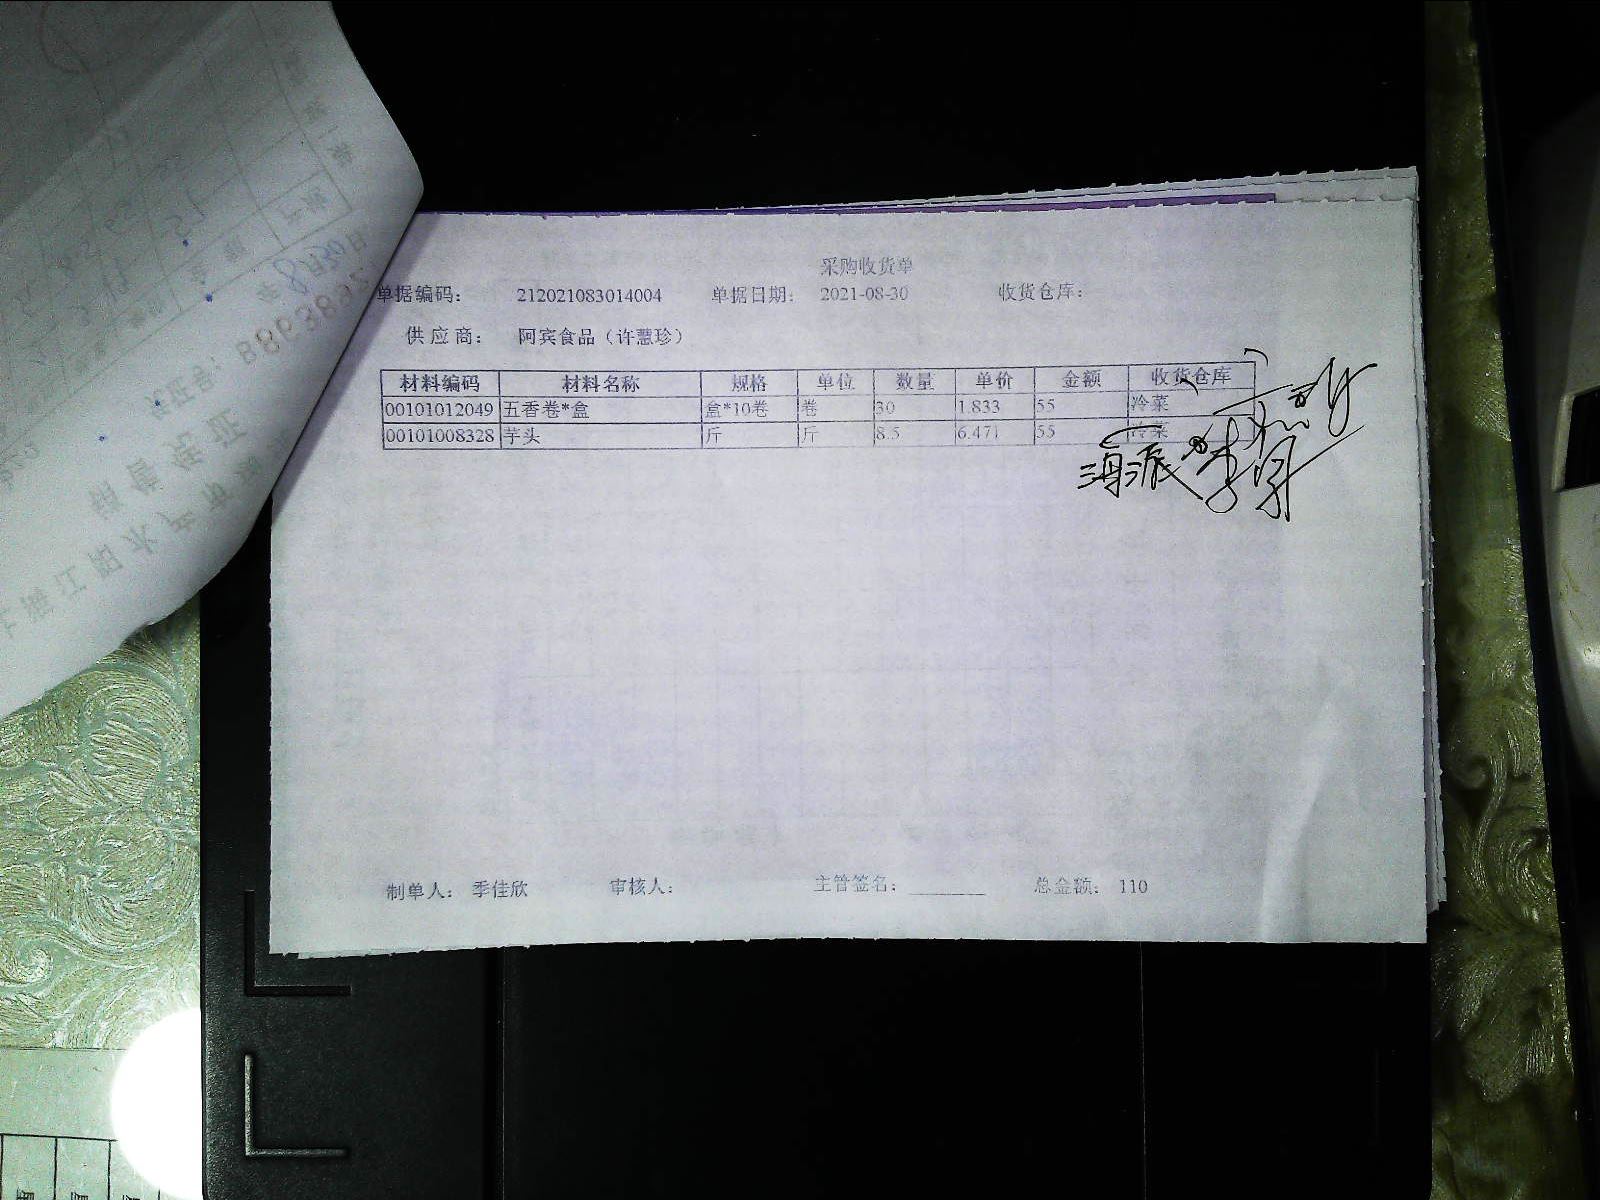 采购收货单
单据编码： 212021083014004 单据日期： 2021-08-30 收货仓库：
供应商： 阿宾食品（许慧珍）
材料编码 材料名称 规格 单位 数量 单价 金额 收货仓库
00101012049 五香卷*盒 盒*10卷 卷 30 1.833 55 冷菜
00101008328 芋头 斤 斤 8.5 6.471 55 冷菜
海派
制单人： 季佳欣 审核人： 主管签名： 总金额： 110